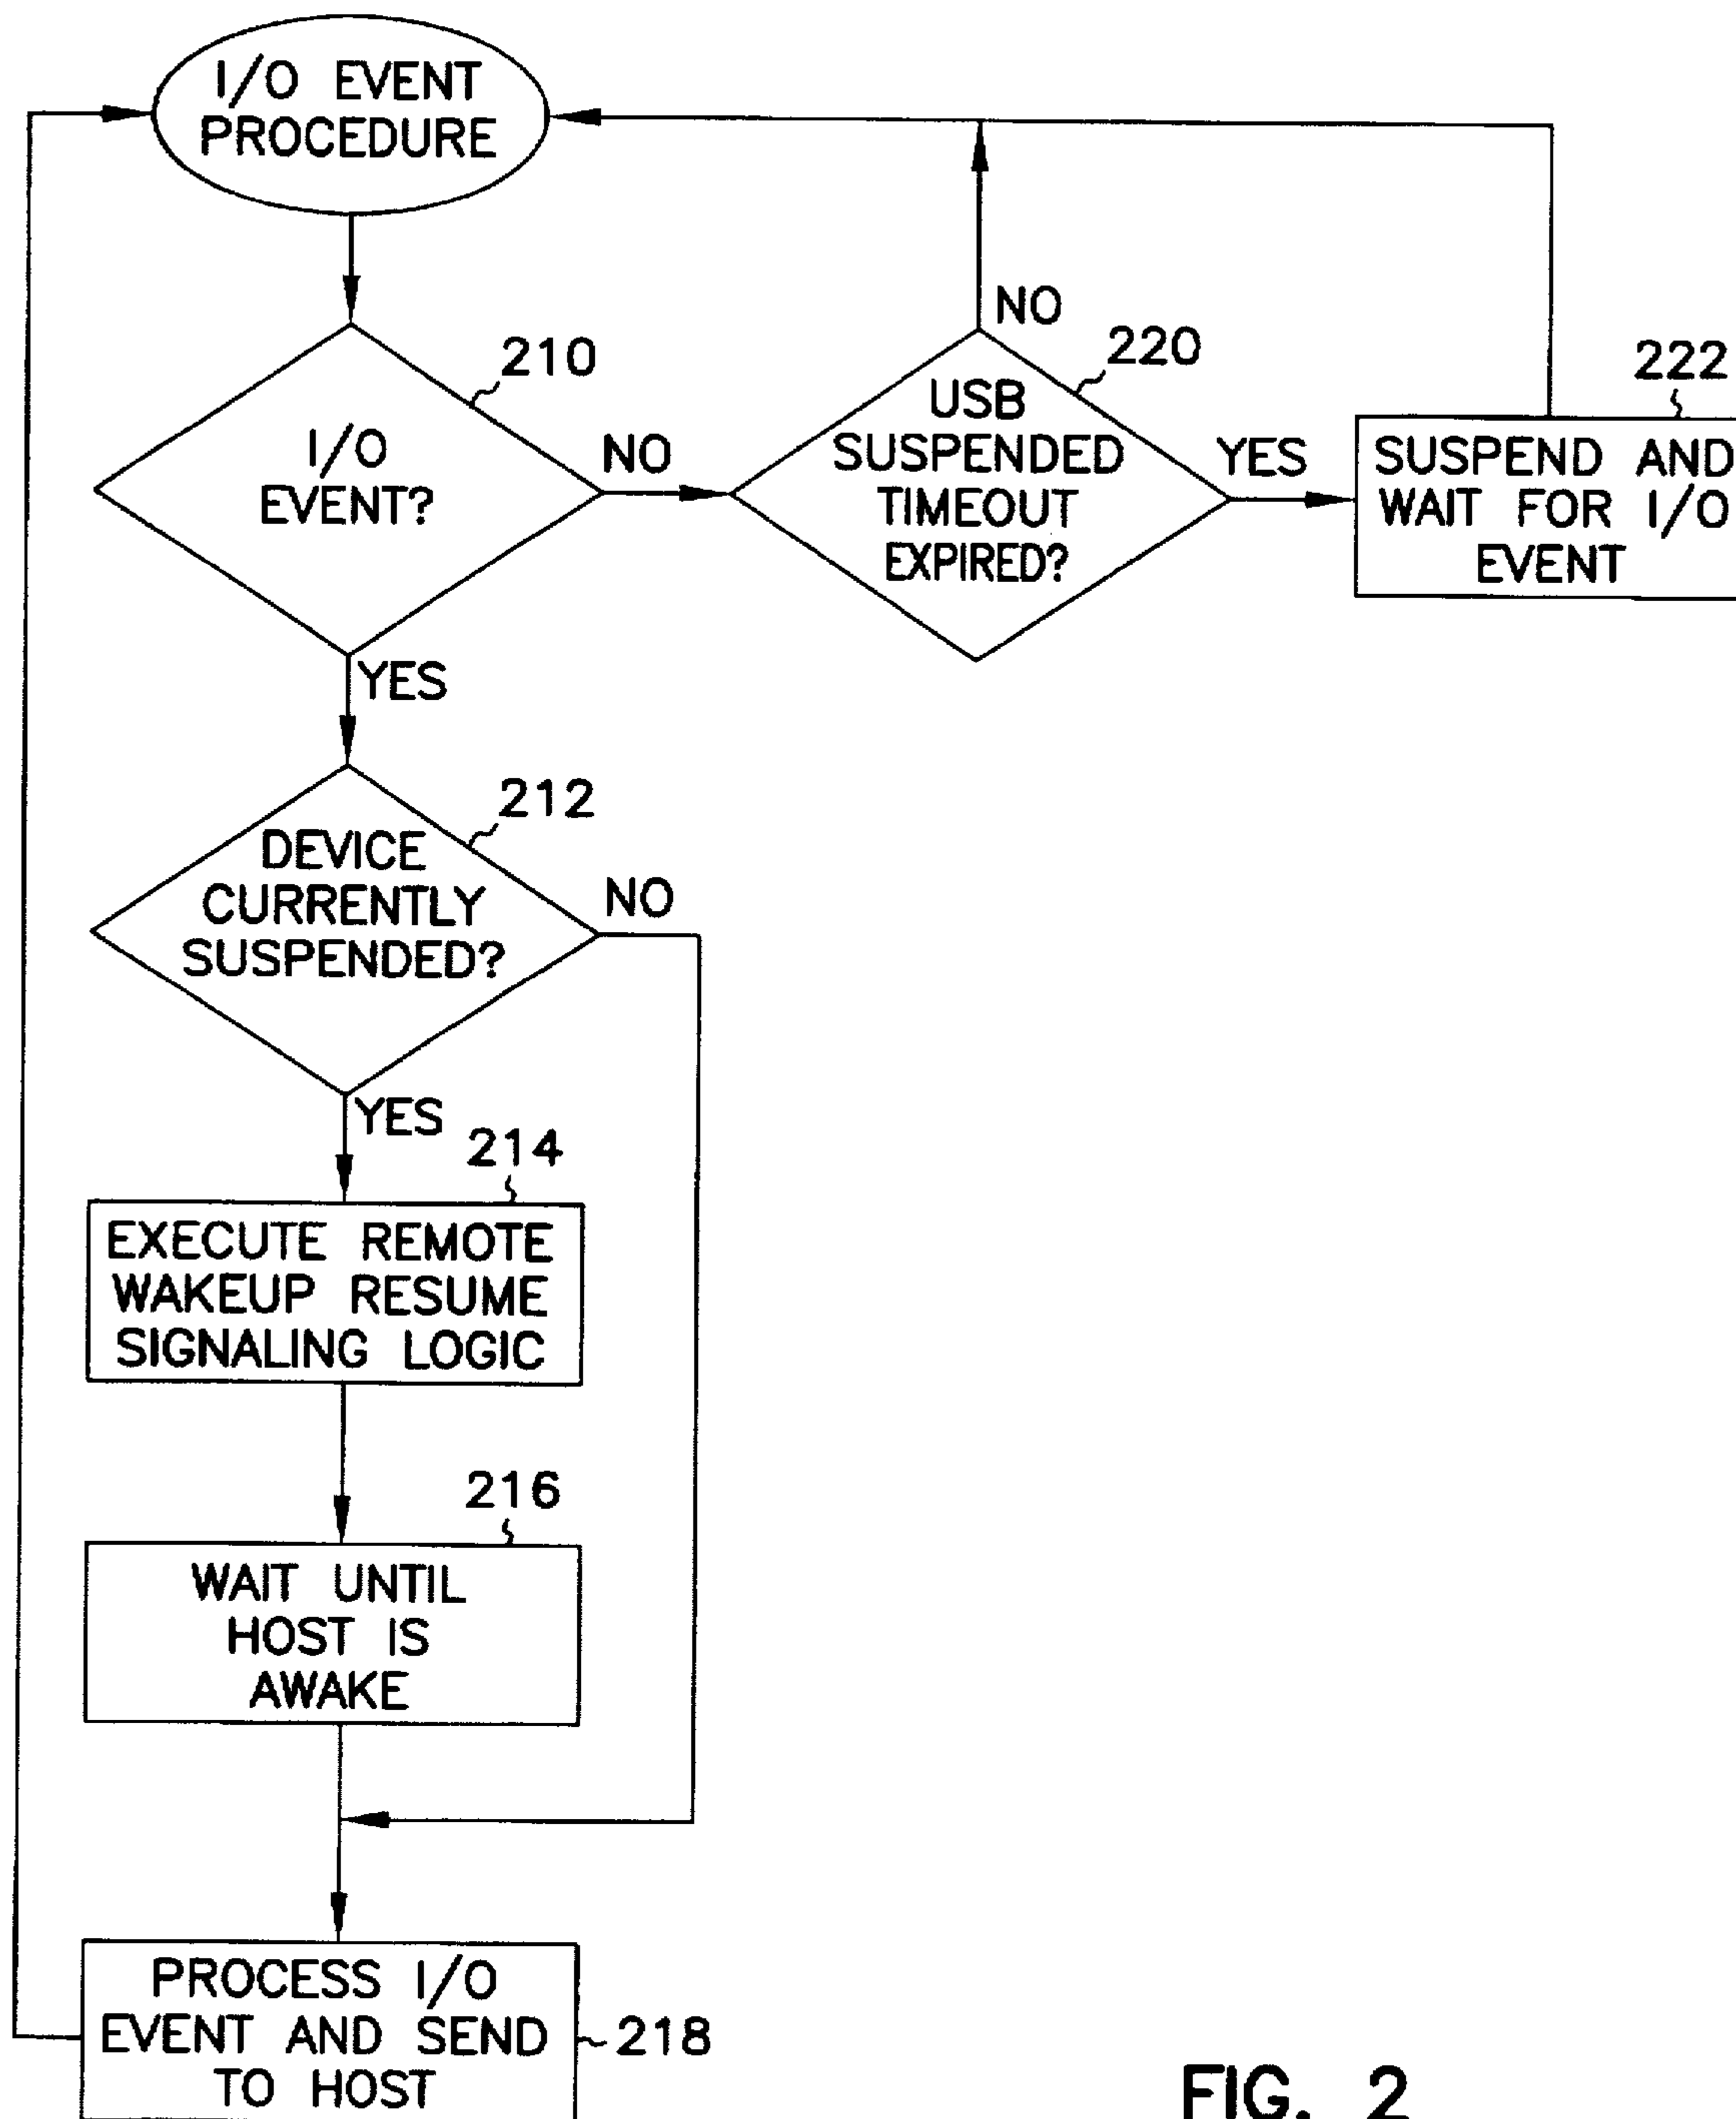 I/O EVENT
PROCEDURE
210
I/O
EVENT?
NO
YES
220
USB
SUSPENDED
TIMEOUT
EXPIRED?
NO
YES
222
SUSPEND AND
WAIT FOR I/O
EVENT
212
DEVICE
CURRENTLY
SUSPENDED?
NO
YES
214
EXECUTE REMOTE
WAKEUP RESUME
SIGNALING LOGIC
216
WAIT UNTIL
HOST IS
AWAKE
PROCESS I/O
EVENT AND SEND
TO HOST
218
FIG. 2